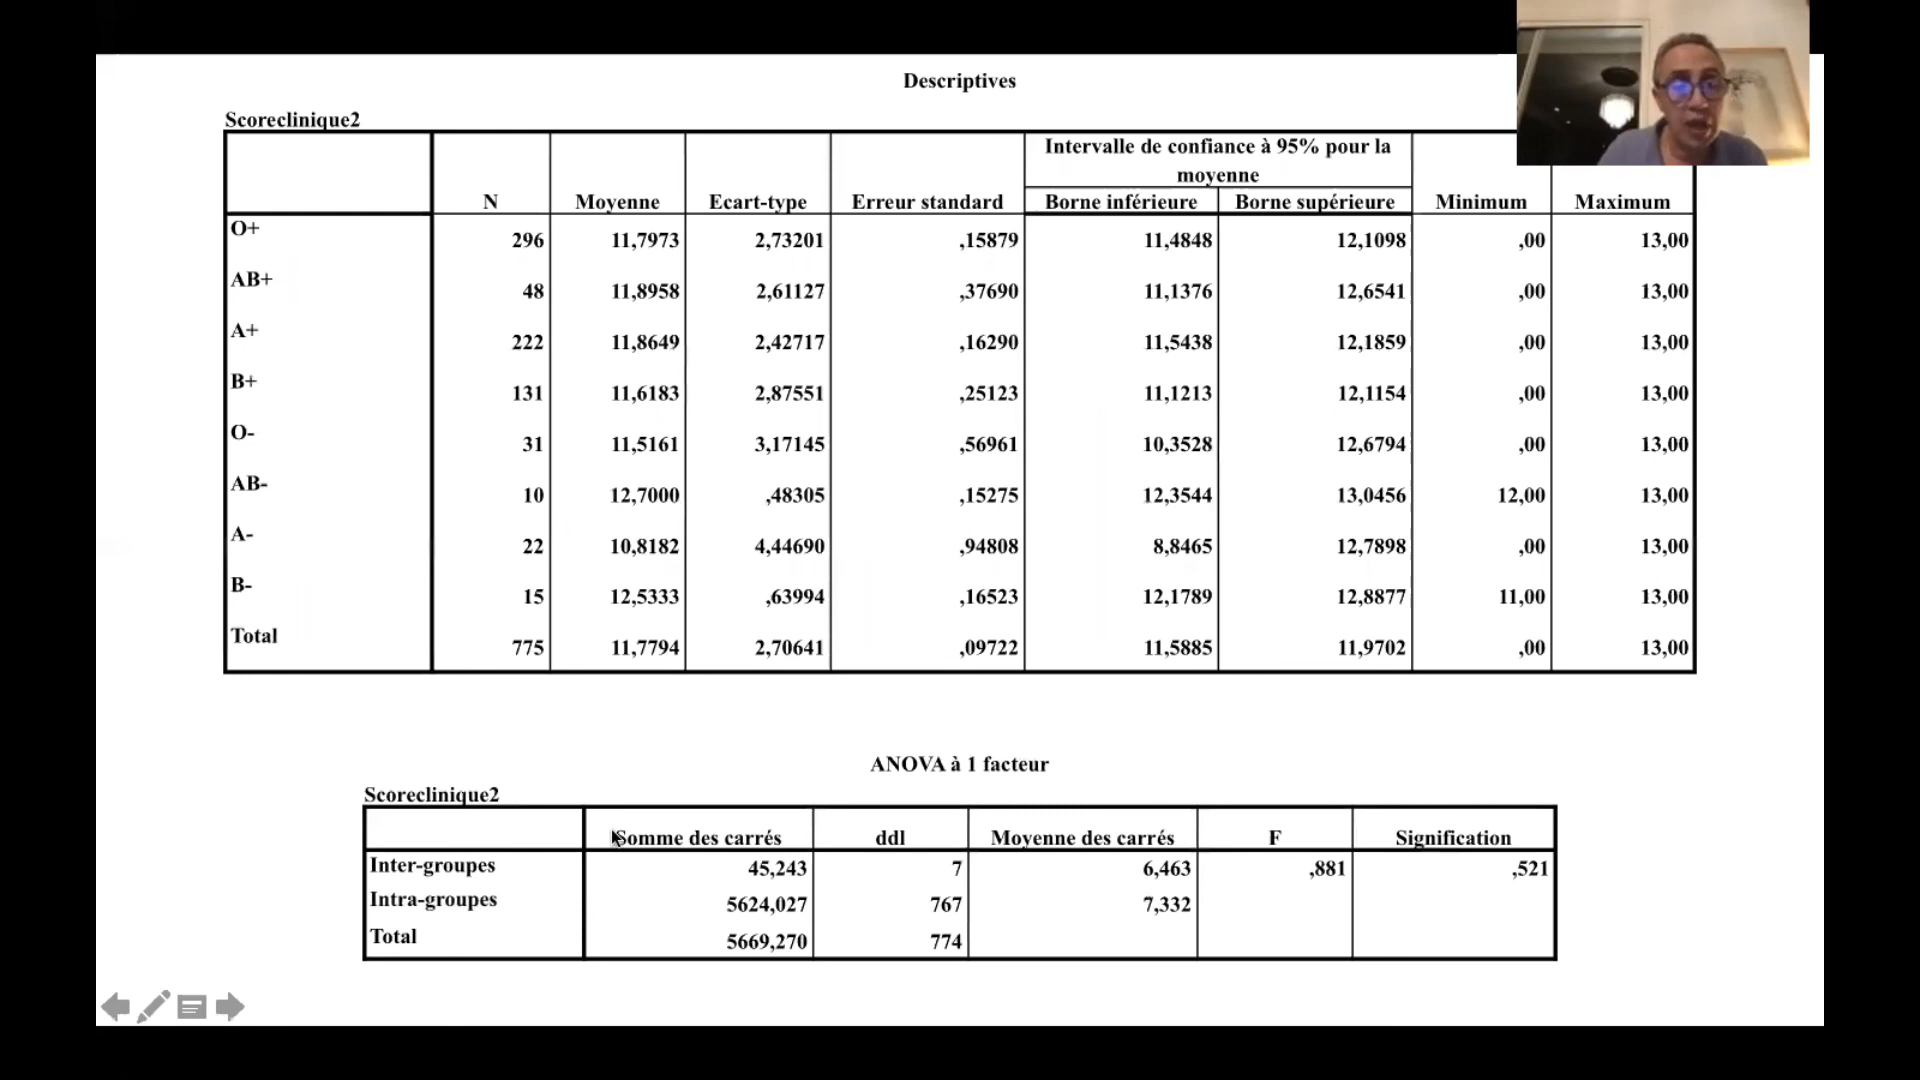 Descriptives
Scoreclinique2
N Moyenne Ecart-type Erreur standard Intervalle de confiance à 95% pour la moyenne Minimum Maximum
Borne inférieure Borne supérieure
O+ 296 11,7973 2,73201 ,15879 11,4848 12,1098 ,00 13,00
AB+ 48 11,8958 2,61127 ,37690 11,1376 12,6541 ,00 13,00
A+ 222 11,8649 2,42717 ,16290 11,5438 12,1859 ,00 13,00
B+ 131 11,6183 2,87551 ,25123 11,1213 12,1154 ,00 13,00
O- 31 11,5161 3,17145 ,56961 10,3528 12,6794 ,00 13,00
AB- 10 12,7000 ,48305 ,15275 12,3544 13,0456 12,00 13,00
A- 22 10,8182 4,44690 ,94808 8,8465 12,7898 ,00 13,00
B- 15 12,5333 ,63994 ,16523 12,1789 12,8877 11,00 13,00
Total 775 11,7794 2,70641 ,09722 11,5885 11,9702 ,00 13,00
ANOVA à 1 facteur
Scoreclinique2
Somme des carrés ddl Moyenne des carrés F Signification
Inter-groupes 45,243 7 6,463 ,881 ,521
Intra-groupes 5624,027 767 7,332
Total 5669,270 774